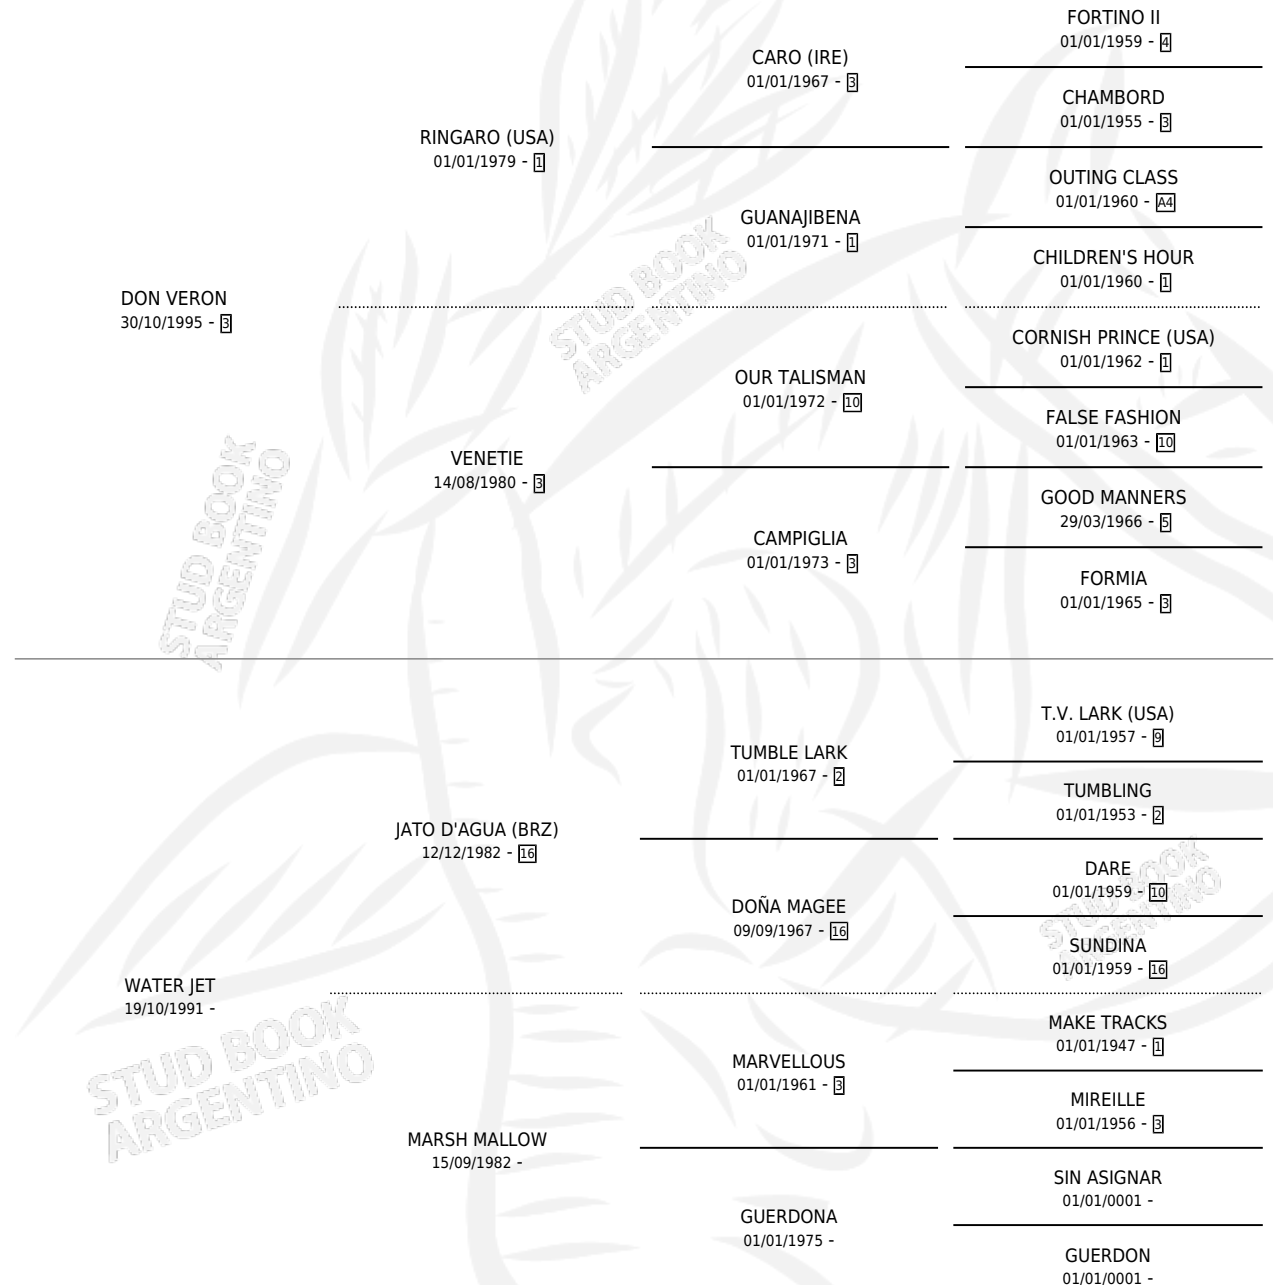 FORTINO II
01/01/1959 - 4
CARO (IRE)
01/01/1967 - 3
CHAMBORD
01/01/1955 - 3
RINGARO (USA)
01/01/1979 - 1
OUTING CLASS
01/01/1960 - A4
GUANAJIBENA
01/01/1971 - 1
CHILDREN'S HOUR
01/01/1960 - 1
DON VERON
30/10/1995 - 3
CORNISH PRINCE (USA)
01/01/1962 - 1
OUR TALISMAN
01/01/1972 - 10
FALSE FASHION
01/01/1963 - 10
VENETIE
14/08/1980 - 3
GOOD MANNERS
29/03/1966 - 5
CAMPIGLIA
01/01/1973 - 3
FORMIA
01/01/1965 - 3
T.V. LARK (USA)
01/01/1957 - 9
TUMBLE LARK
01/01/1967 - 2
TUMBLING
01/01/1953 - 2
JATO D'AGUA (BRZ)
12/12/1982 - 16
DARE
01/01/1959 - 10
DOÑA MAGEE
09/09/1967 - 16
SUNDINA
01/01/1959 - 16
WATER JET
19/10/1991 -
MAKE TRACKS
01/01/1947 - 1
MARVELLOUS
01/01/1961 - 3
MIREILLE
01/01/1956 - 3
MARSH MALLOW
15/09/1982 -
SIN ASIGNAR
01/01/0001 -
GUERDONA
01/01/1975 -
GUERDON
01/01/0001 -
STUD BOOK
ARGENTINO
STUD BOOK
ARGENTINO
STUD BOOK
ARGENTINO
STUD BOOK
ARGENTINO